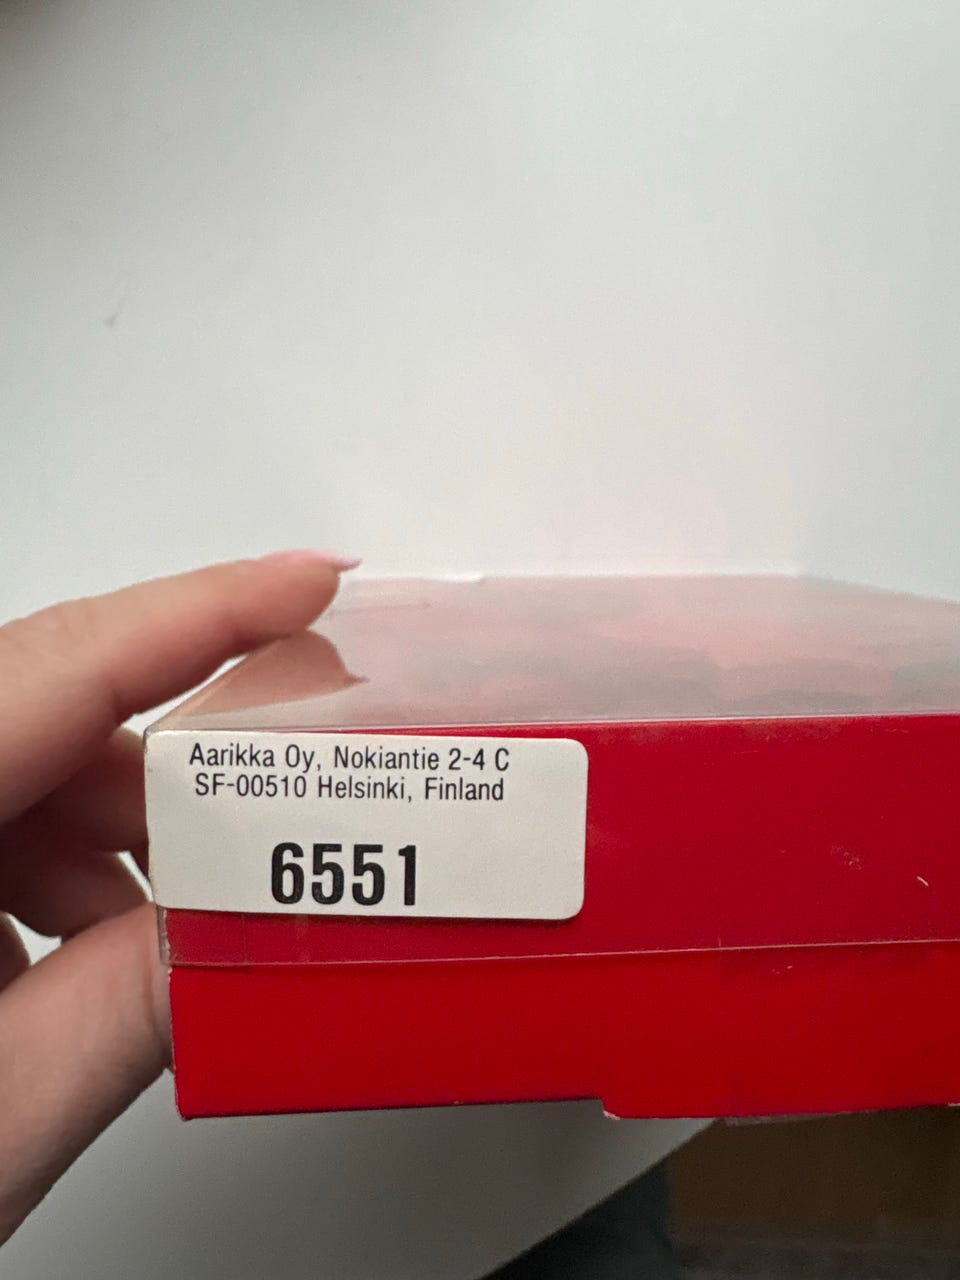 Aarikka Oy, Nokiantie 2-4 C
SF-00510 Helsinki, Finland
6551